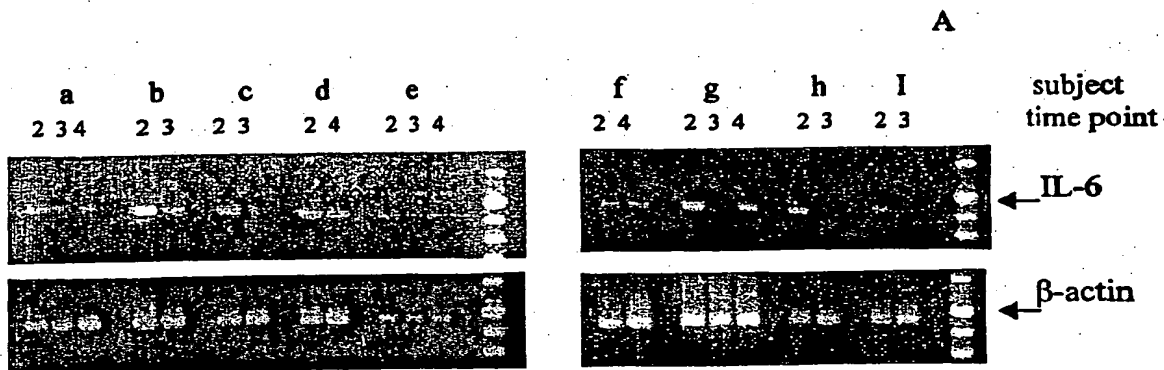 A
a b c d e f g h I subject
2 3 4 2 3 2 3 2 4 2 3 4 2 4 2 3 4 2 3 2 3 time point
IL-6
β-actin